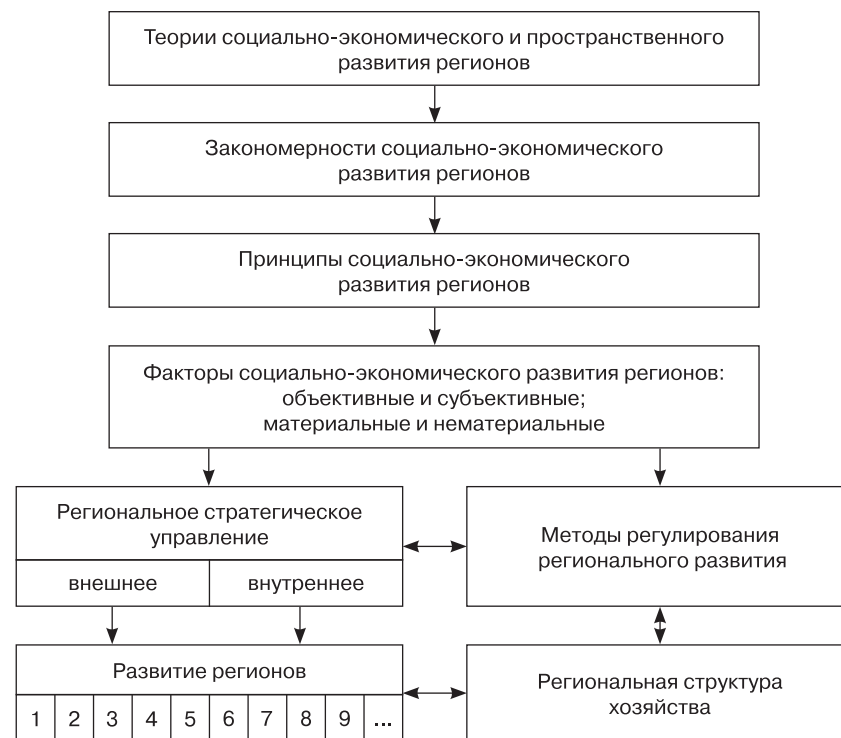 Теории социально-экономического и пространственного
развития регионов
Закономерности социально-экономического
развития регионов
Принципы социально-экономического
развития регионов
Факторы социально-экономического развития регионов:
объективные и субъективные;
материальные и нематериальные
Региональное стратегическое
управление
внешнее
внутреннее
Методы регулирования
регионального развития
Развитие регионов
1 2 3 4 5 6 7 8 9 ...
Региональная структура
хозяйства